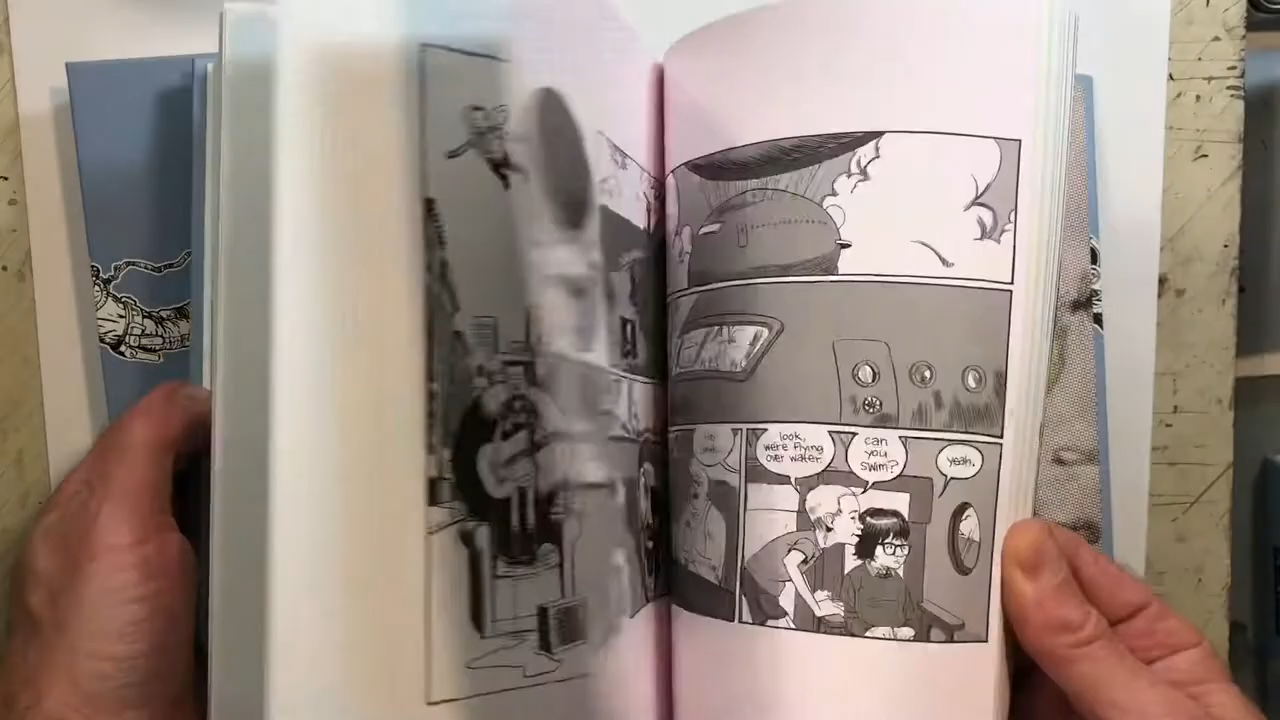 look,
we're flying
over water.
can
you
swim?
yeah.